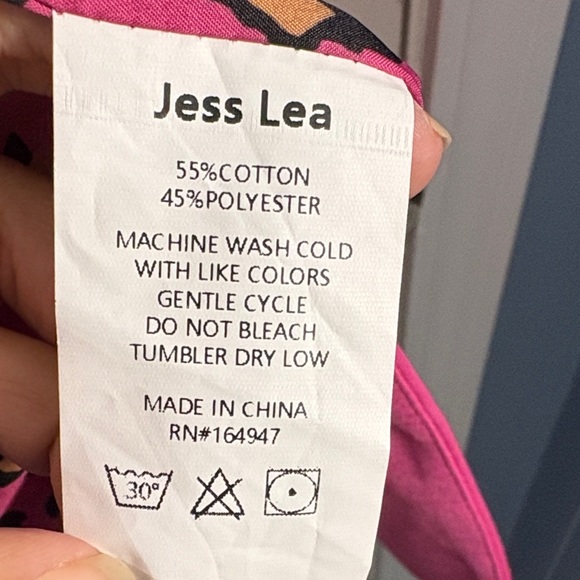 Jess Lea
55%COTTON
45%POLYESTER
MACHINE WASH COLD
WITH LIKE COLORS
GENTLE CYCLE
DO NOT BLEACH
TUMBLER DRY LOW
MADE IN CHINA
RN#164947
30°